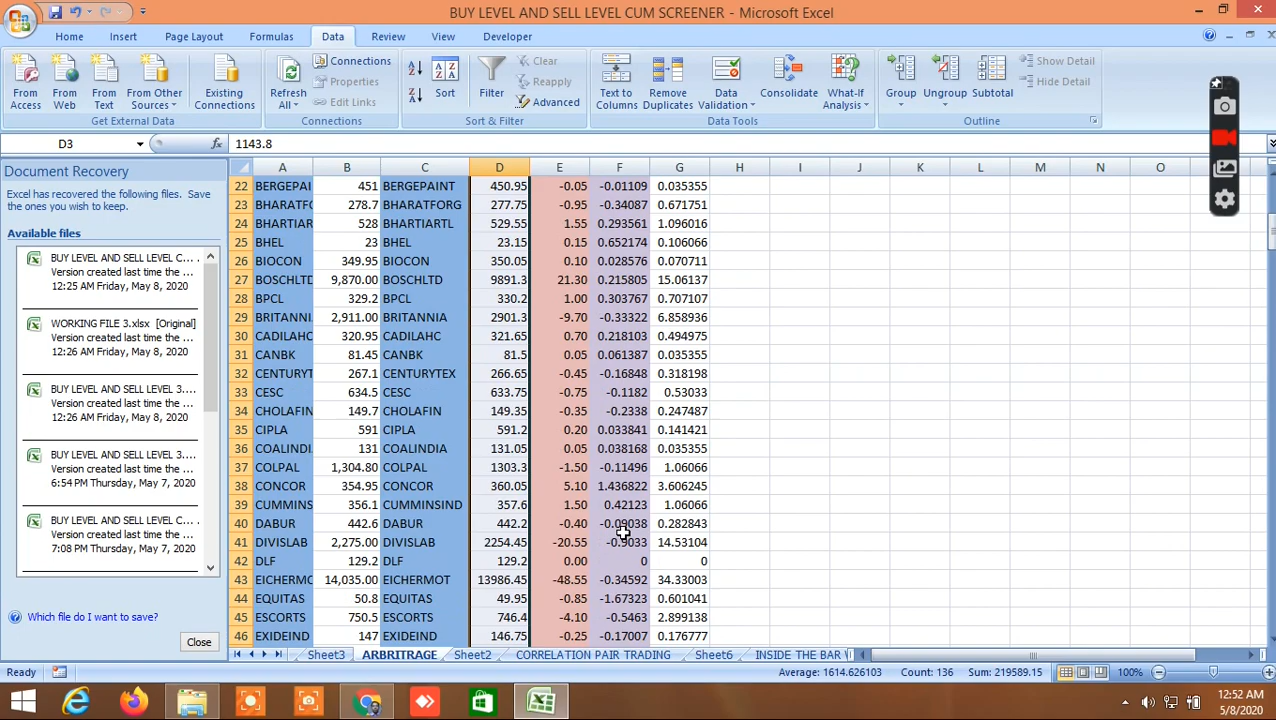 BUY LEVEL AND SELL LEVEL CUM SCREENER - Microsoft Excel
Home Insert Page Layout Formulas Data Review View Developer
From Access
From Web
From Text
From Other Sources
Existing Connections
Get External Data
Refresh All
Connections
Properties
Edit Links
Connections
Sort
Filter
Clear
Reapply
Advanced
Sort & Filter
Text to Columns
Remove Duplicates
Data Validation
Consolidate
What-If Analysis
Data Tools
Group
Ungroup
Subtotal
Show Detail
Hide Detail
Outline
D3 fx 1143.8
Document Recovery
Excel has recovered the following files. Save the ones you wish to keep.
Available files
BUY LEVEL AND SELL LEVEL C...
Version created last time the ...
12:25 AM Friday, May 8, 2020
WORKING FILE 3.xlsx [Original]
Version created last time the ...
12:26 AM Friday, May 8, 2020
BUY LEVEL AND SELL LEVEL 3....
Version created last time the ...
12:26 AM Friday, May 8, 2020
BUY LEVEL AND SELL LEVEL 3....
Version created last time the ...
6:54 PM Thursday, May 7, 2020
BUY LEVEL AND SELL LEVEL C...
Version created last time the ...
7:08 PM Thursday, May 7, 2020
Which file do I want to save?
Close
A B C D E F G H I J K L M N O P
22 BERGEPAI 451 BERGEPAINT 450.95 -0.05 -0.01109 0.035355
23 BHARATFO 278.7 BHARATFORG 277.75 -0.95 -0.34087 0.671751
24 BHARTIAR 528 BHARTIARTL 529.55 1.55 0.293561 1.096016
25 BHEL 23 BHEL 23.15 0.15 0.652174 0.106066
26 BIOCON 349.95 BIOCON 350.05 0.10 0.028576 0.070711
27 BOSCHLTD 9,870.00 BOSCHLTD 9891.3 21.30 0.215805 15.06137
28 BPCL 329.2 BPCL 330.2 1.00 0.303767 0.707107
29 BRITANNI 2,911.00 BRITANNIA 2901.3 -9.70 -0.33322 6.858936
30 CADILAHC 320.95 CADILAHC 321.65 0.70 0.218103 0.494975
31 CANBK 81.45 CANBK 81.5 0.05 0.061387 0.035355
32 CENTURYT 267.1 CENTURYTEX 266.65 -0.45 -0.16848 0.318198
33 CESC 634.5 CESC 633.75 -0.75 -0.1182 0.53033
34 CHOLAFIN 149.7 CHOLAFIN 149.35 -0.35 -0.2338 0.247487
35 CIPLA 591 CIPLA 591.2 0.20 0.033841 0.141421
36 COALINDI 131 COALINDIA 131.05 0.05 0.038168 0.035355
37 COLPAL 1,304.80 COLPAL 1303.3 -1.50 -0.11496 1.06066
38 CONCOR 354.95 CONCOR 360.05 5.10 1.436822 3.606245
39 CUMMINS 356.1 CUMMINSIND 357.6 1.50 0.42123 1.06066
40 DABUR 442.6 DABUR 442.2 -0.40 -0.09038 0.282843
41 DIVISLAB 2,275.00 DIVISLAB 2254.45 -20.55 -0.9033 14.53104
42 DLF 129.2 DLF 129.2 0.00 0 0
43 EICHERMO 14,035.00 EICHERMOT 13986.45 -48.55 -0.34592 34.33003
44 EQUITAS 50.8 EQUITAS 49.95 -0.85 -1.67323 0.601041
45 ESCORTS 750.5 ESCORTS 746.4 -4.10 -0.5463 2.899138
46 EXIDEIND 147 EXIDEIND 146.75 -0.25 -0.17007 0.176777
Sheet3 ARBRITRAGE Sheet2 CORRELATION PAIR TRADING Sheet6 INSIDE THE BAR
Ready Average: 1614.626103 Count: 136 Sum: 219589.15 100%
12:52 AM
5/8/2020